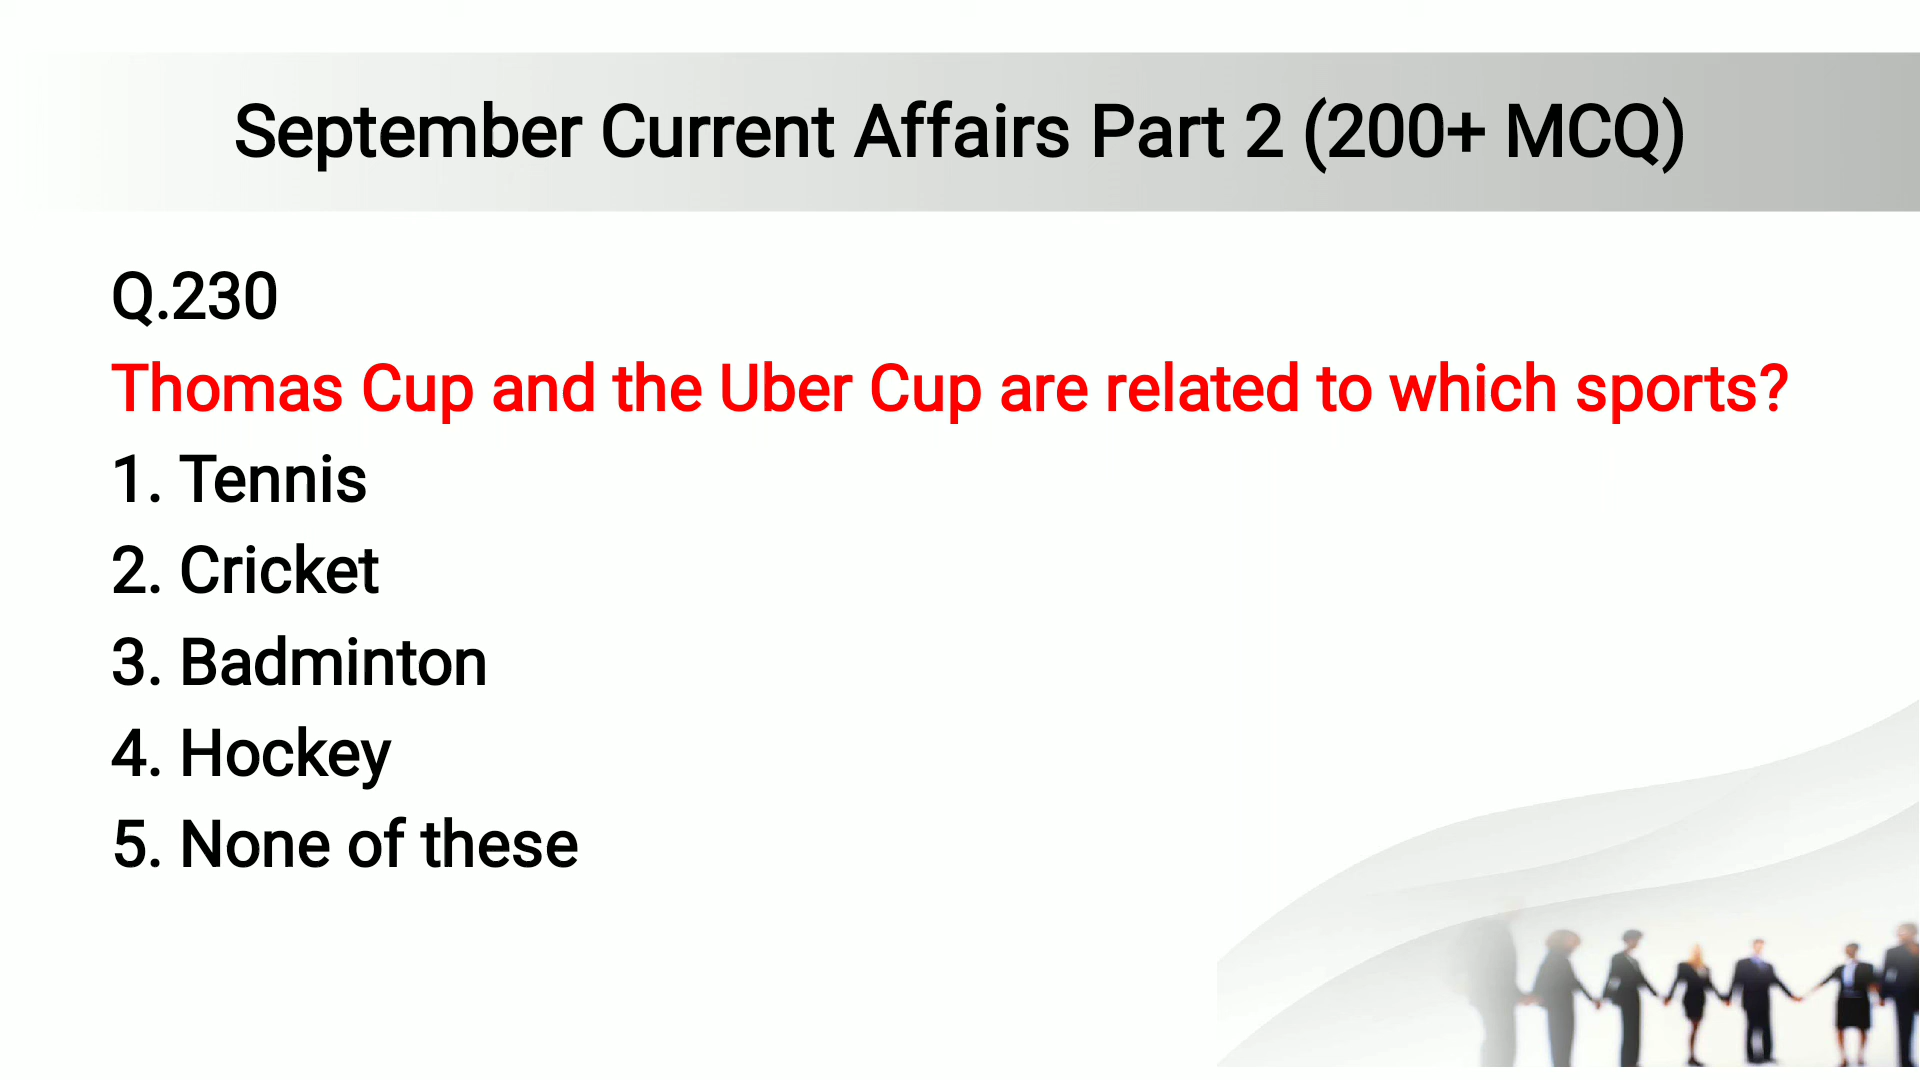 September Current Affairs Part 2 (200+ MCQ)
Q.230
Thomas Cup and the Uber Cup are related to which sports?
1. Tennis
2. Cricket
3. Badminton
4. Hockey
5. None of these